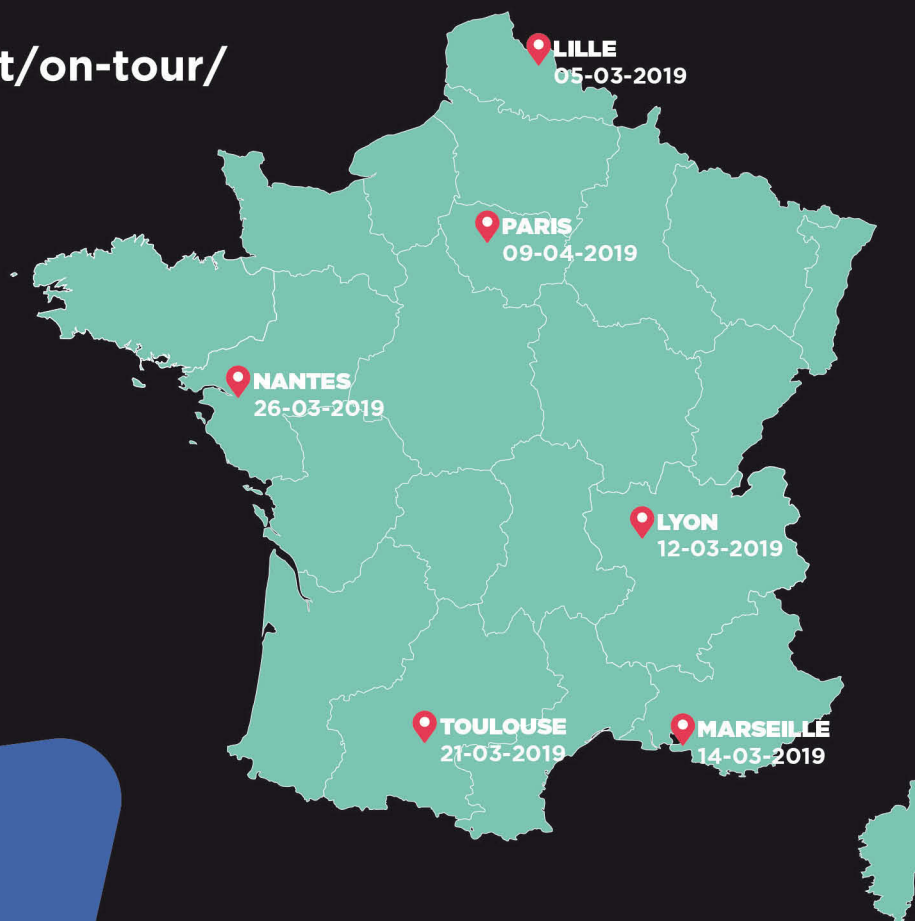 t/on-tour/
LILLE
05-03-2019
PARIS
09-04-2019
NANTES
26-03-2019
LYON
12-03-2019
TOULOUSE
21-03-2019
MARSEILLE
14-03-2019